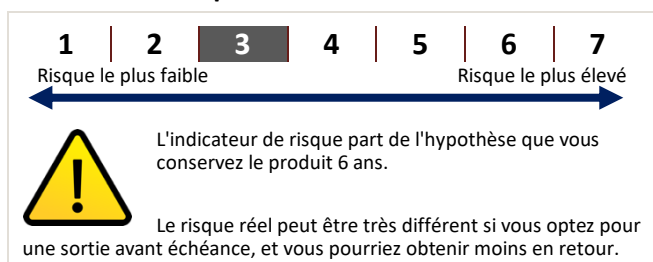 1 2 3 4 5 6 7
Risque le plus faible Risque le plus élevé
L'indicateur de risque part de l'hypothèse que vous
conservez le produit 6 ans.
Le risque réel peut être très différent si vous optez pour
une sortie avant échéance, et vous pourriez obtenir moins en retour.